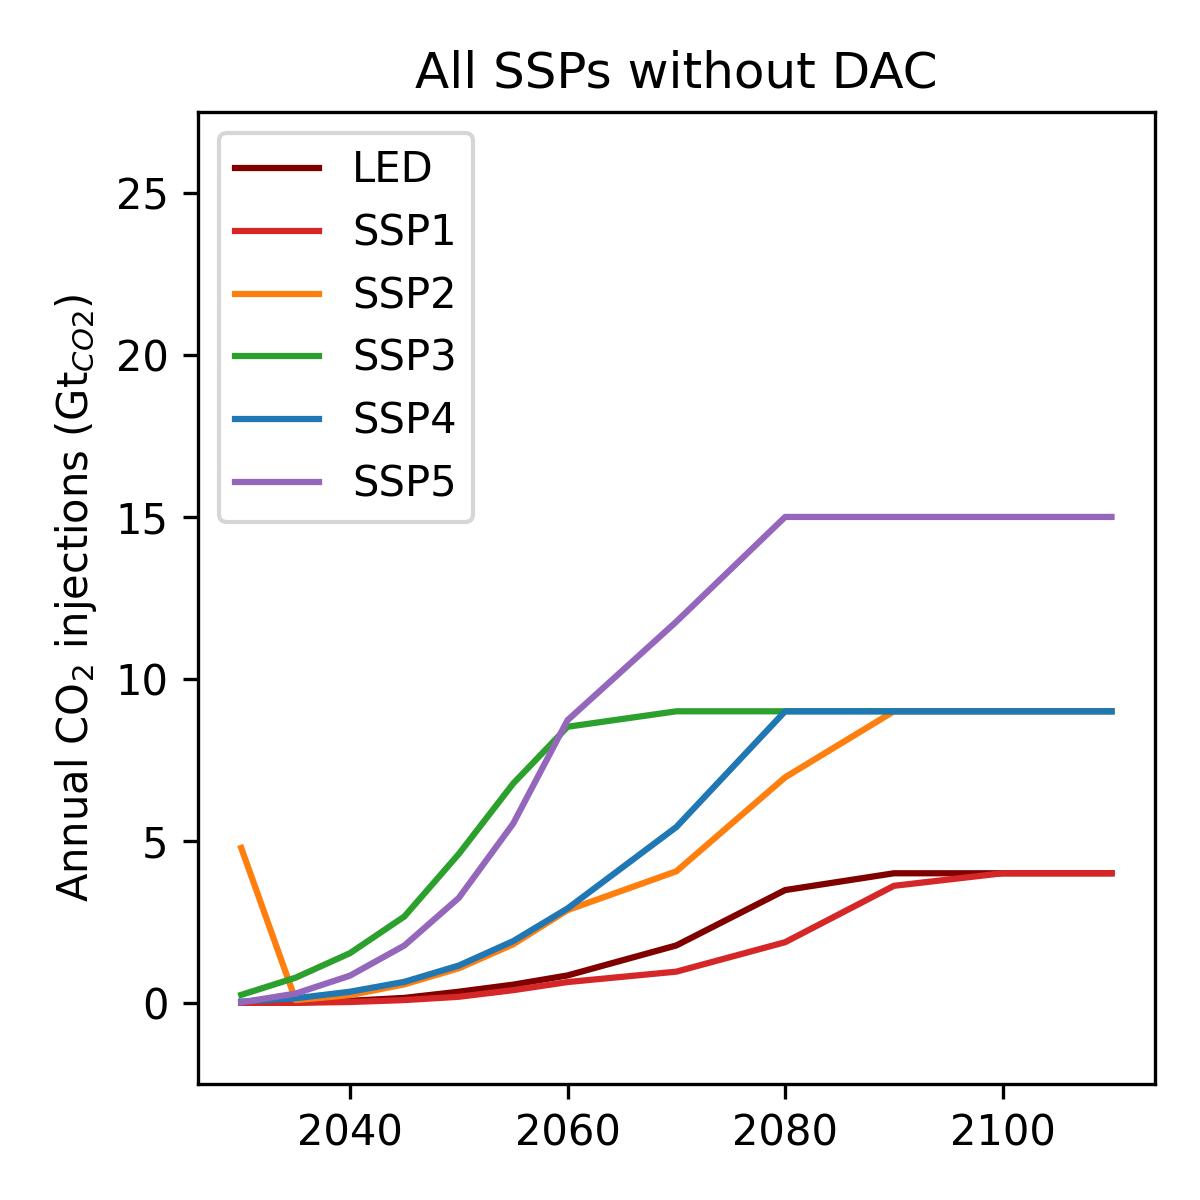 All SSPs without DAC
LED
SSP1
SSP2
SSP3
SSP4
SSP5
25
20
15
10
5
0
Annual CO₂ injections (Gt_CO2)
2040 2060 2080 2100